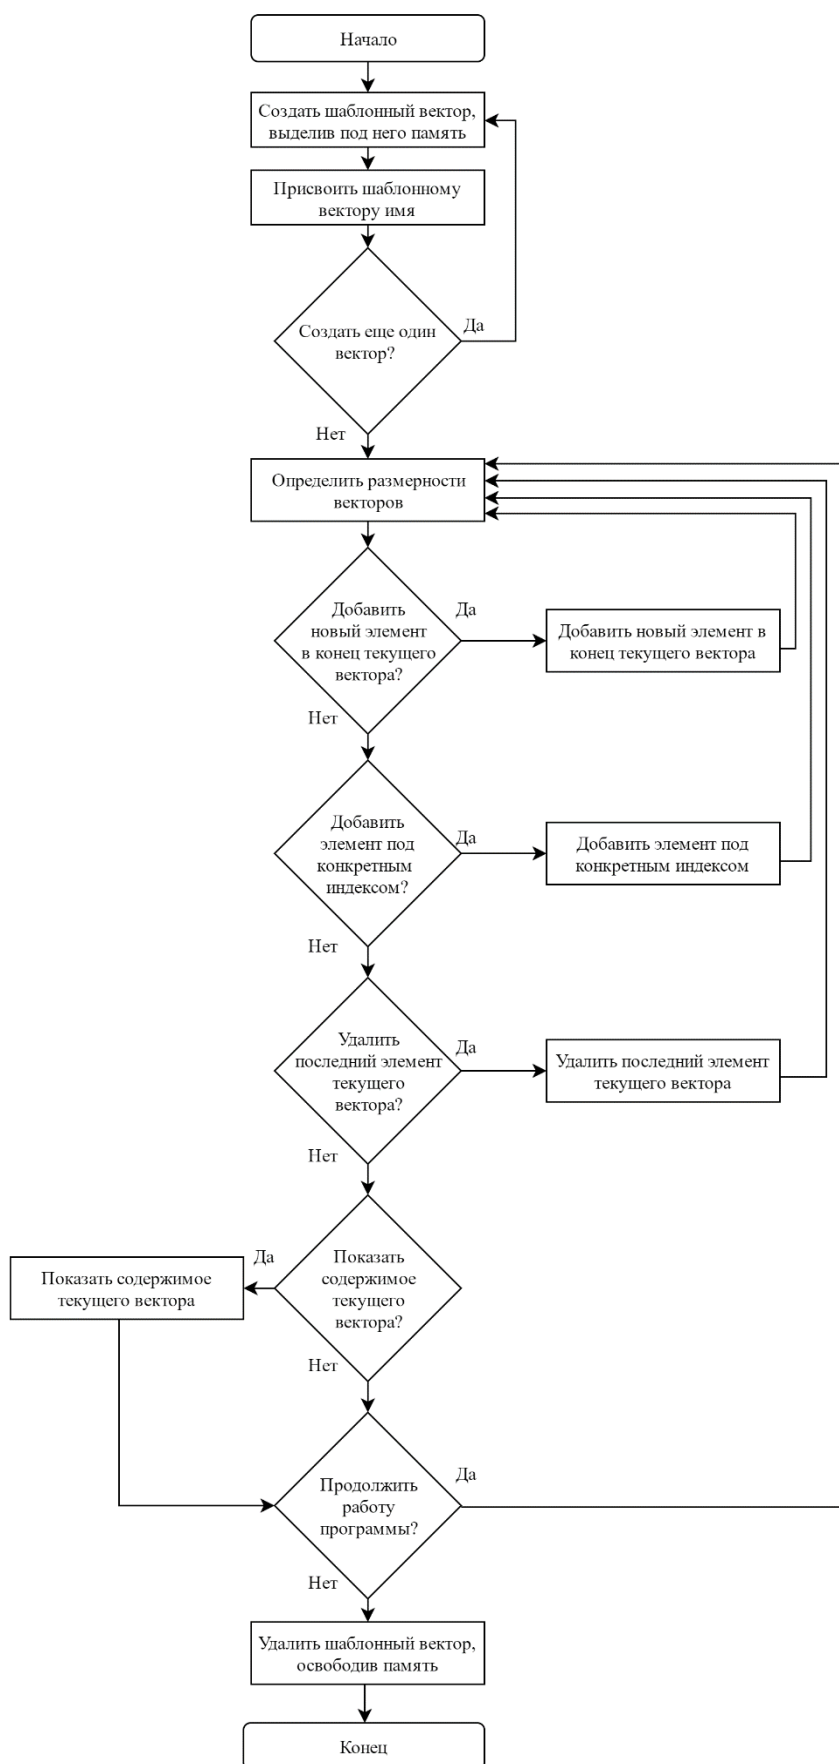 Начало
Создать шаблонный вектор,
выделив под него память
Присвоить шаблонному
вектору имя
Создать еще один
вектор?
Да
Нет
Определить размерности
векторов
Добавить
новый элемент
в конец текущего
вектора?
Да
Добавить новый элемент в
конец текущего вектора
Нет
Добавить
элемент под
конкретным
индексом?
Да
Добавить элемент под
конкретным индексом
Нет
Удалить
последний элемент
текущего
вектора?
Да
Удалить последний элемент
текущего вектора
Нет
Показать
содержимое
текущего
вектора?
Да
Показать содержимое
текущего вектора
Нет
Продолжить
работу
программы?
Да
Нет
Удалить шаблонный вектор,
освободив память
Конец